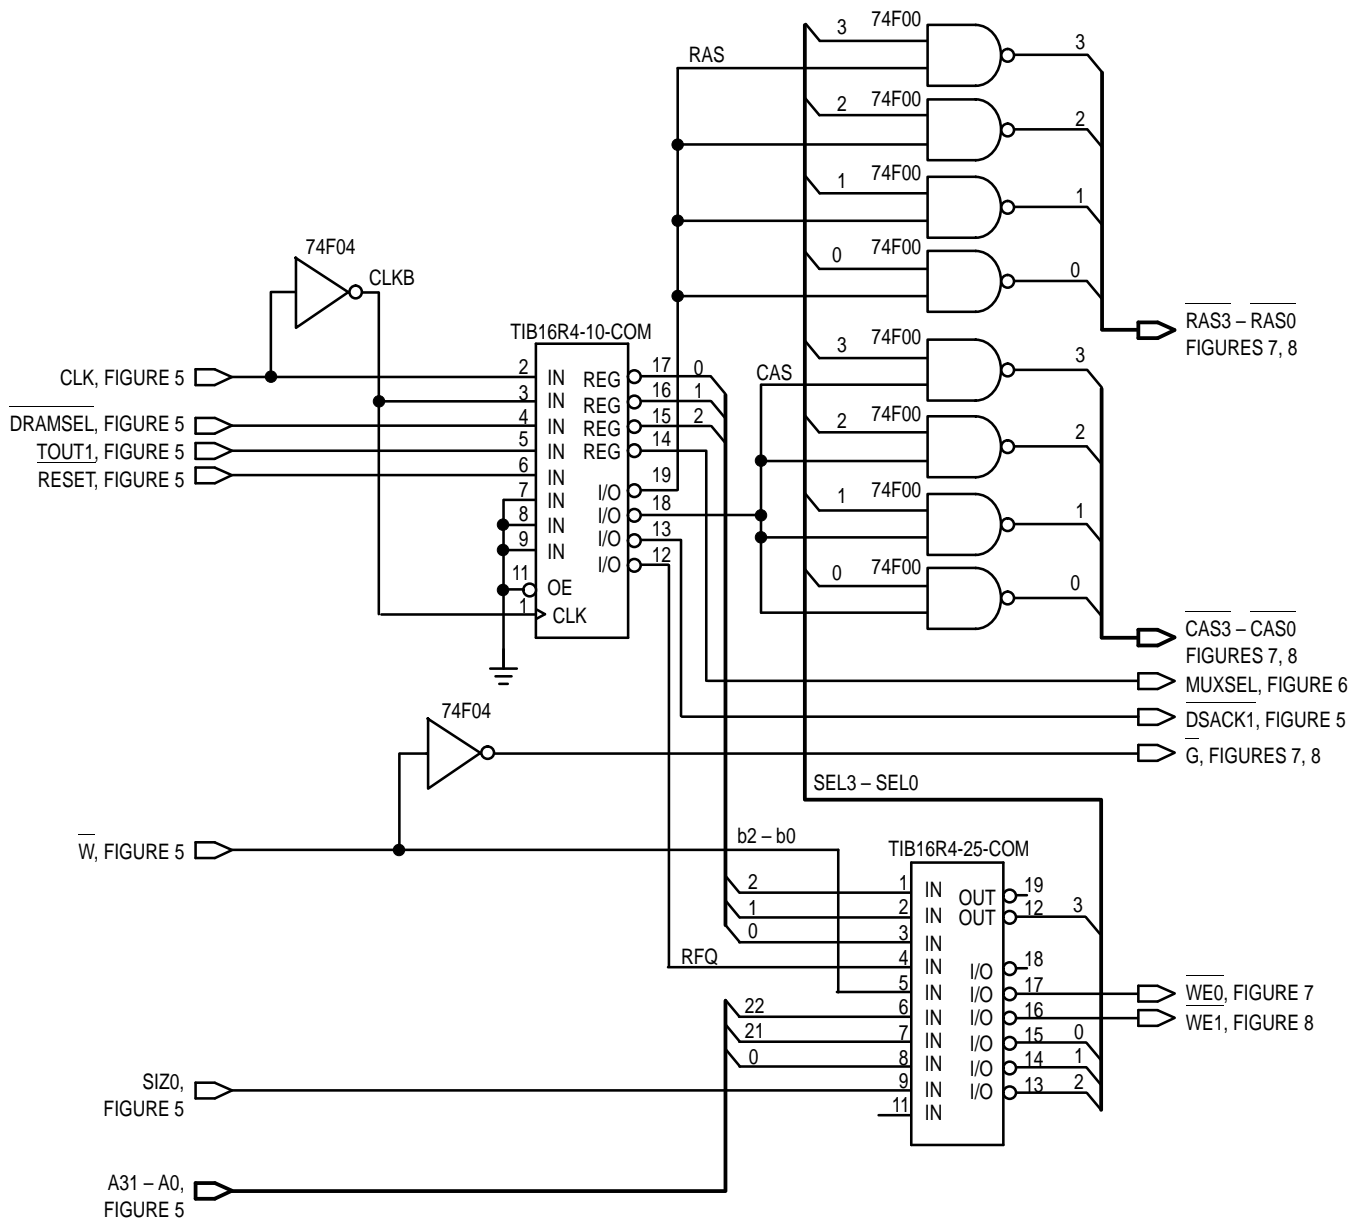 3 74F00 3
RAS
2 74F00 2
1 74F00 1
0 74F00 0
74F04
CLKB
RAS3 – RAS0
FIGURES 7, 8
TIB16R4-10-COM
CLK, FIGURE 5
2 IN REG 17 0
3 IN REG 16 1
DRAMSEL, FIGURE 5
4 IN REG 15 2
TOUT1, FIGURE 5
5 IN REG 14
RESET, FIGURE 5
6 IN
7 IN I/O 19
8 IN I/O 18
9 IN I/O 13
I/O 12
11 OE
1 CLK
3 74F00 3
CAS
2 74F00 2
1 74F00 1
0 74F00 0
CAS3 – CAS0
FIGURES 7, 8
MUXSEL, FIGURE 6
74F04
DSACK1, FIGURE 5
G, FIGURES 7, 8
SEL3 – SEL0
W, FIGURE 5
b2 – b0
TIB16R4-25-COM
2 1 IN OUT 19
1 2 IN OUT 12 3
0 3 IN
RFQ 4 IN I/O 18
5 IN I/O 17
WE0, FIGURE 7
22 6 IN I/O 16
WE1, FIGURE 8
21 7 IN I/O 15 0
0 8 IN I/O 14 1
9 IN I/O 13 2
11 IN
SIZ0,
FIGURE 5
A31 – A0,
FIGURE 5